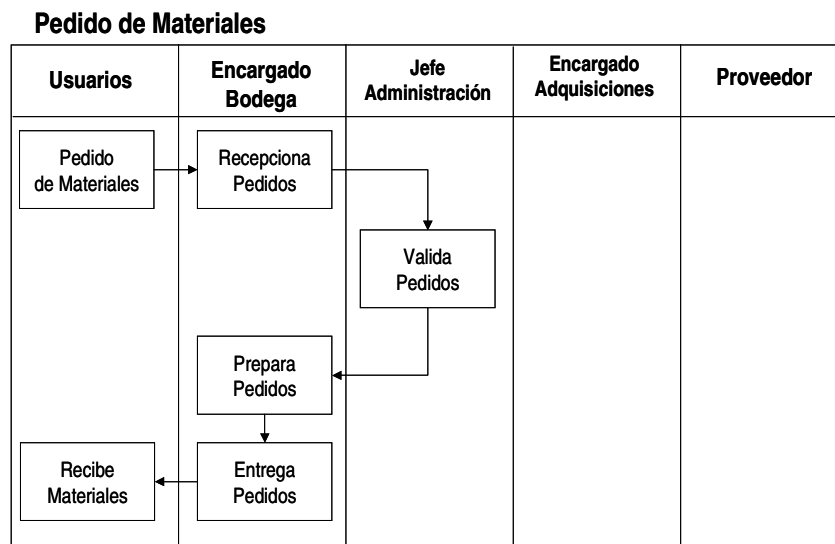 Pedido de Materiales
Usuarios
Encargado
Bodega
Jefe
Administración
Encargado
Adquisiciones
Proveedor
Pedido
de Materiales
Recepciona
Pedidos
Valida
Pedidos
Prepara
Pedidos
Recibe
Materiales
Entrega
Pedidos